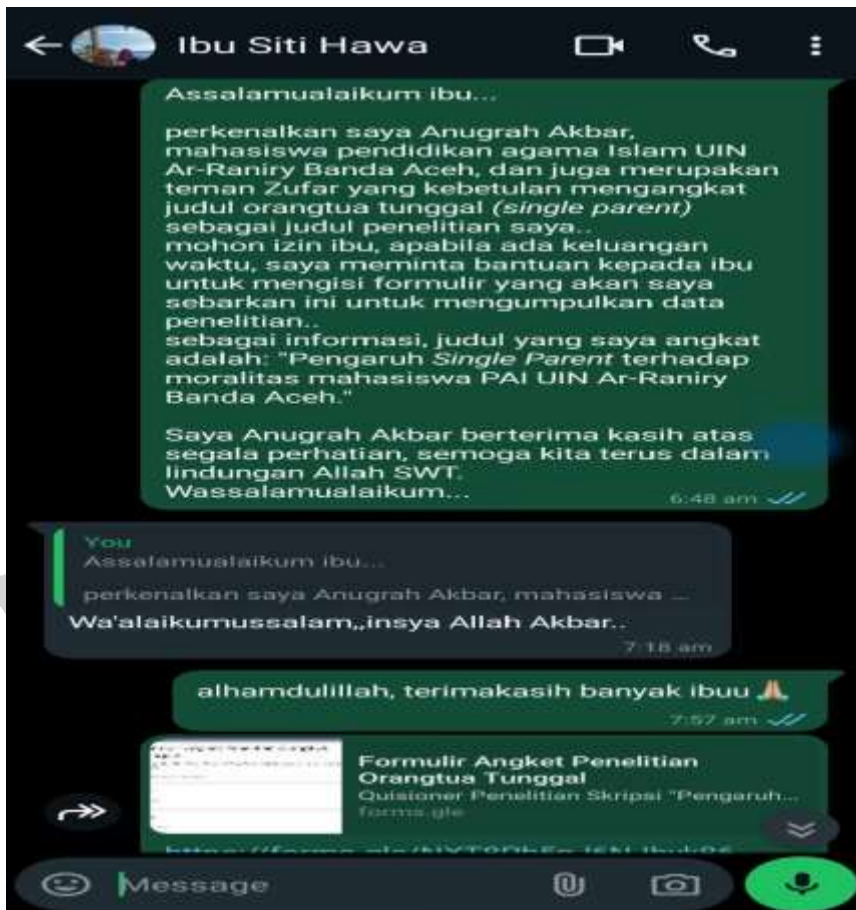 Ibu Siti Hawa
Assalamualaikum ibu...
perkenalkan saya Anugrah Akbar,
mahasiswa pendidikan agama Islam UIN
Ar-Raniry Banda Aceh, dan juga merupakan
teman Zufar yang kebetulan mengangkat
judul orangtua tunggal (single parent)
sebagai judul penelitian saya..
mohon izin ibu, apabila ada keluangan
waktu, saya meminta bantuan kepada ibu
untuk mengisi formulir yang akan saya
sebarkan ini untuk mengumpulkan data
penelitian..
sebagai informasi, judul yang saya angkat
adalah: "Pengaruh Single Parent terhadap
moralitas mahasiswa PAI UIN Ar-Raniry
Banda Aceh."
Saya Anugrah Akbar berterima kasih atas
segala perhatian, semoga kita terus dalam
lindungan Allah SWT.
Wassalamualaikum...
6:48 am
You
Assalamualaikum ibu...
perkenalkan saya Anugrah Akbar, mahasiswa ...
Wa'alaikumussalam,,insya Allah Akbar..
7:18 am
alhamdulillah, terimakasih banyak ibuu 🙏🏻
7:57 am
Formulir Angket Penelitian
Orangtua Tunggal
Quisioner Penelitian Skripsi "Pengaruh...
forms.gle
Message